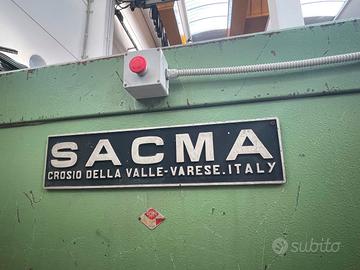 SACMA
CROSIO DELLA VALLE-VARESE.ITALY
subito